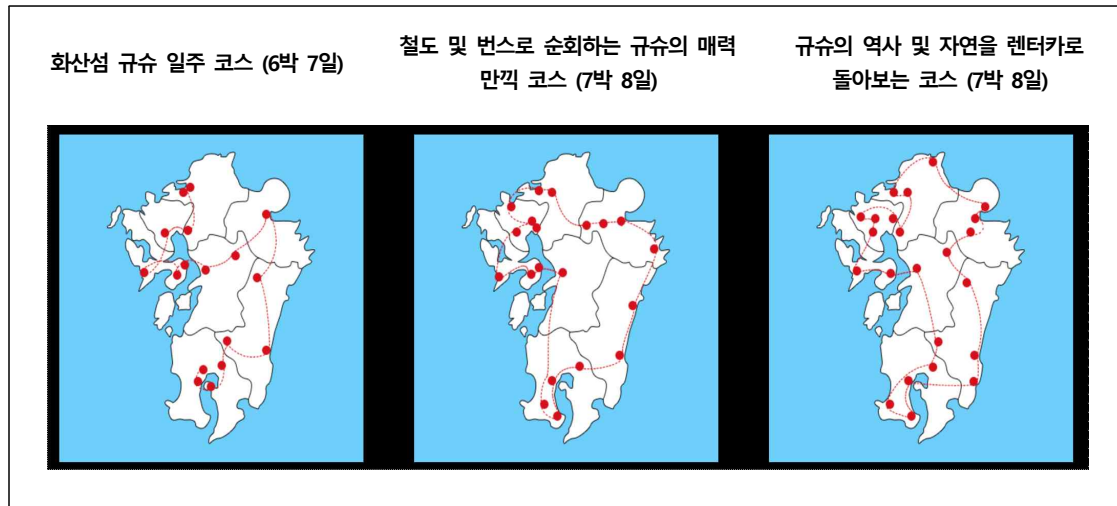 화산섬 규슈 일주 코스 (6박 7일)
철도 및 번스로 순회하는 규슈의 매력
만끽 코스 (7박 8일)
규슈의 역사 및 자연을 렌터카로
돌아보는 코스 (7박 8일)